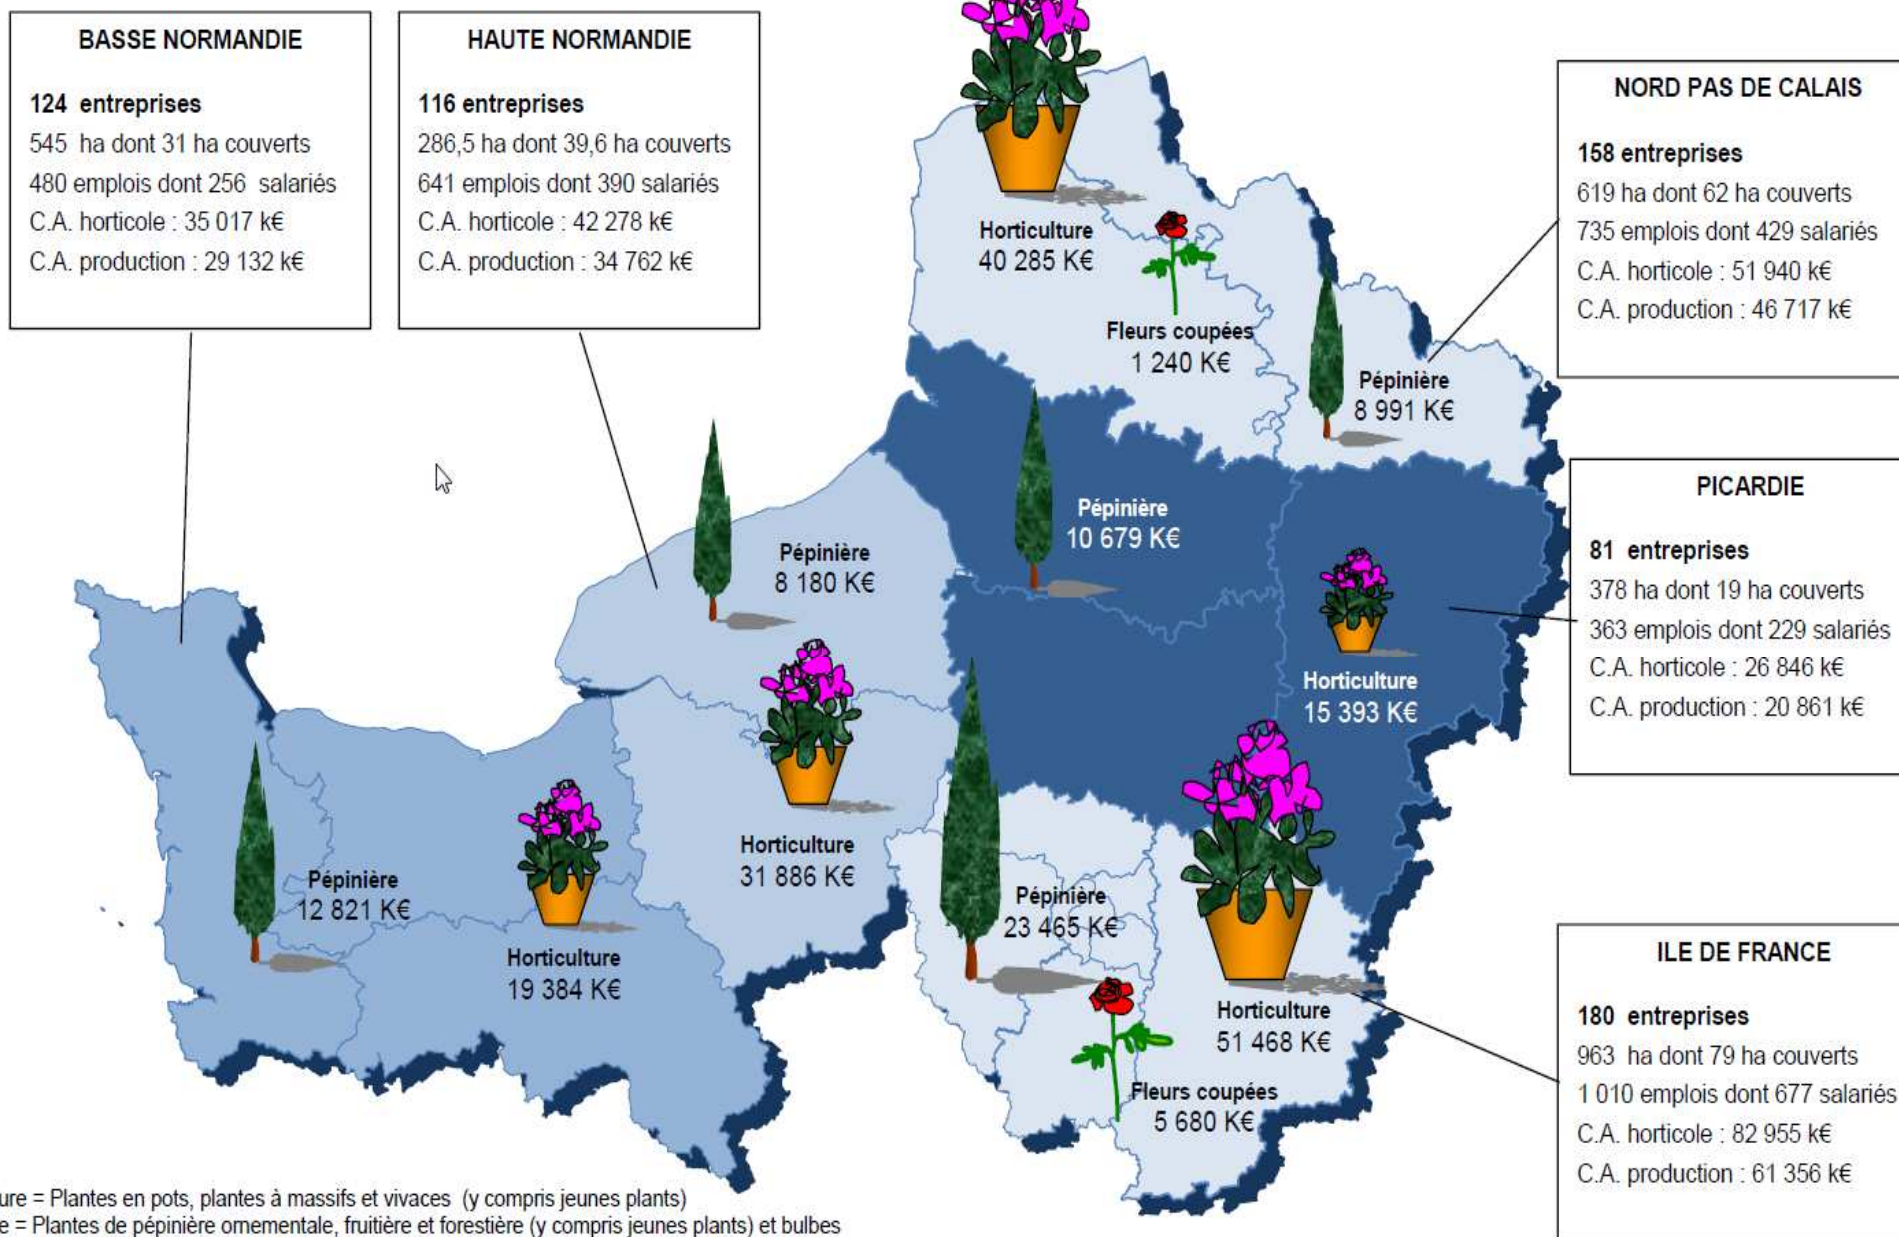 BASSE NORMANDIE
124 entreprises
545 ha dont 31 ha couverts
480 emplois dont 256 salariés
C.A. horticole : 35 017 k€
C.A. production : 29 132 k€
HAUTE NORMANDIE
116 entreprises
286,5 ha dont 39,6 ha couverts
641 emplois dont 390 salariés
C.A. horticole : 42 278 k€
C.A. production : 34 762 k€
NORD PAS DE CALAIS
158 entreprises
619 ha dont 62 ha couverts
735 emplois dont 429 salariés
C.A. horticole : 51 940 k€
C.A. production : 46 717 k€
Horticulture
40 285 K€
Fleurs coupées
1 240 K€
Pépinière
8 991 K€
Pépinière
10 679 K€
Pépinière
8 180 K€
PICARDIE
81 entreprises
378 ha dont 19 ha couverts
363 emplois dont 229 salariés
C.A. horticole : 26 846 k€
C.A. production : 20 861 k€
Horticulture
15 393 K€
Horticulture
31 886 K€
Pépinière
12 821 K€
Horticulture
19 384 K€
Pépinière
23 465 K€
Horticulture
51 468 K€
Fleurs coupées
5 680 K€
ILE DE FRANCE
180 entreprises
963 ha dont 79 ha couverts
1 010 emplois dont 677 salariés
C.A. horticole : 82 955 k€
C.A. production : 61 356 k€
ure = Plantes en pots, plantes à massifs et vivaces (y compris jeunes plants)
e = Plantes de pépinière ornementale, fruitière et forestière (y compris jeunes plants) et bulbes